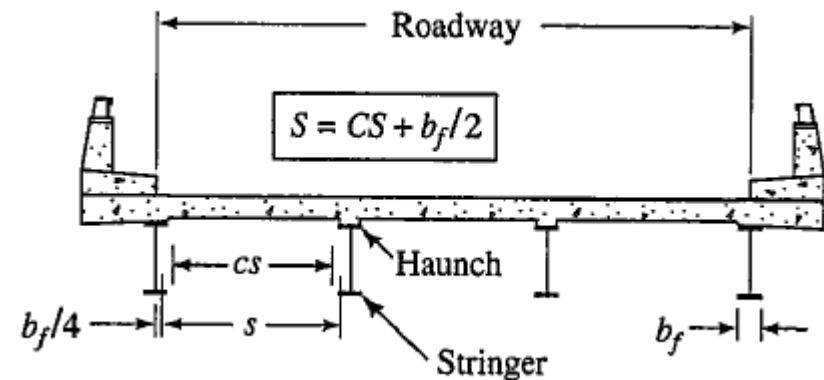 Roadway
S = CS + b_f/2
CS
Haunch
b_f/4
S
b_f
Stringer